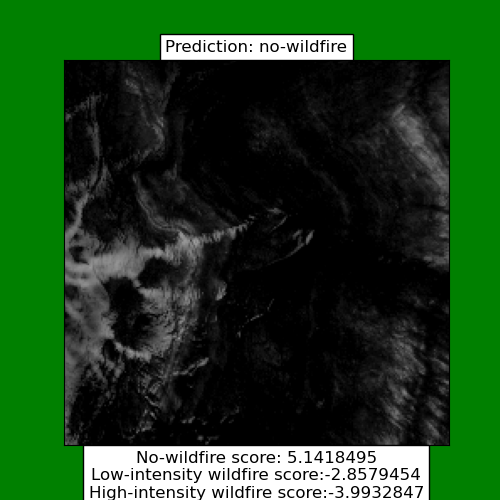 Prediction: no-wildfire
No-wildfire score: 5.1418495
Low-intensity wildfire score:-2.8579454
High-intensity wildfire score:-3.9932847